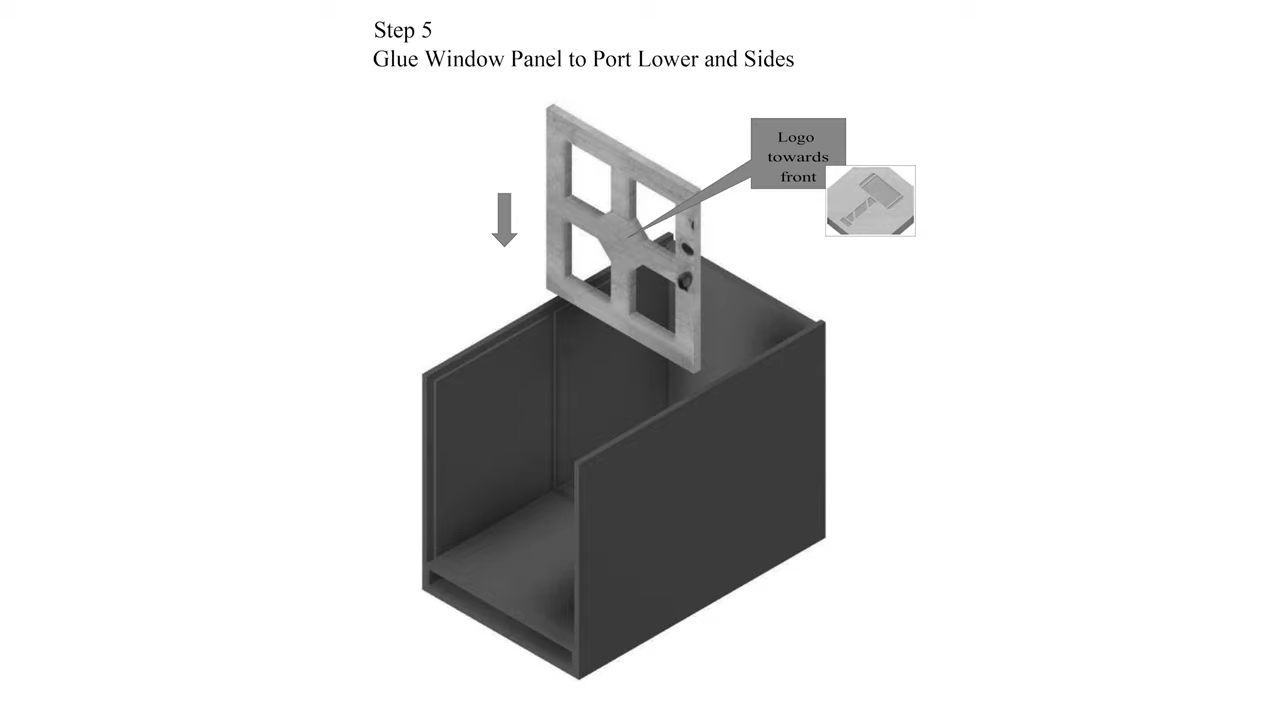 Step 5
Glue Window Panel to Port Lower and Sides
Logo
towards
front